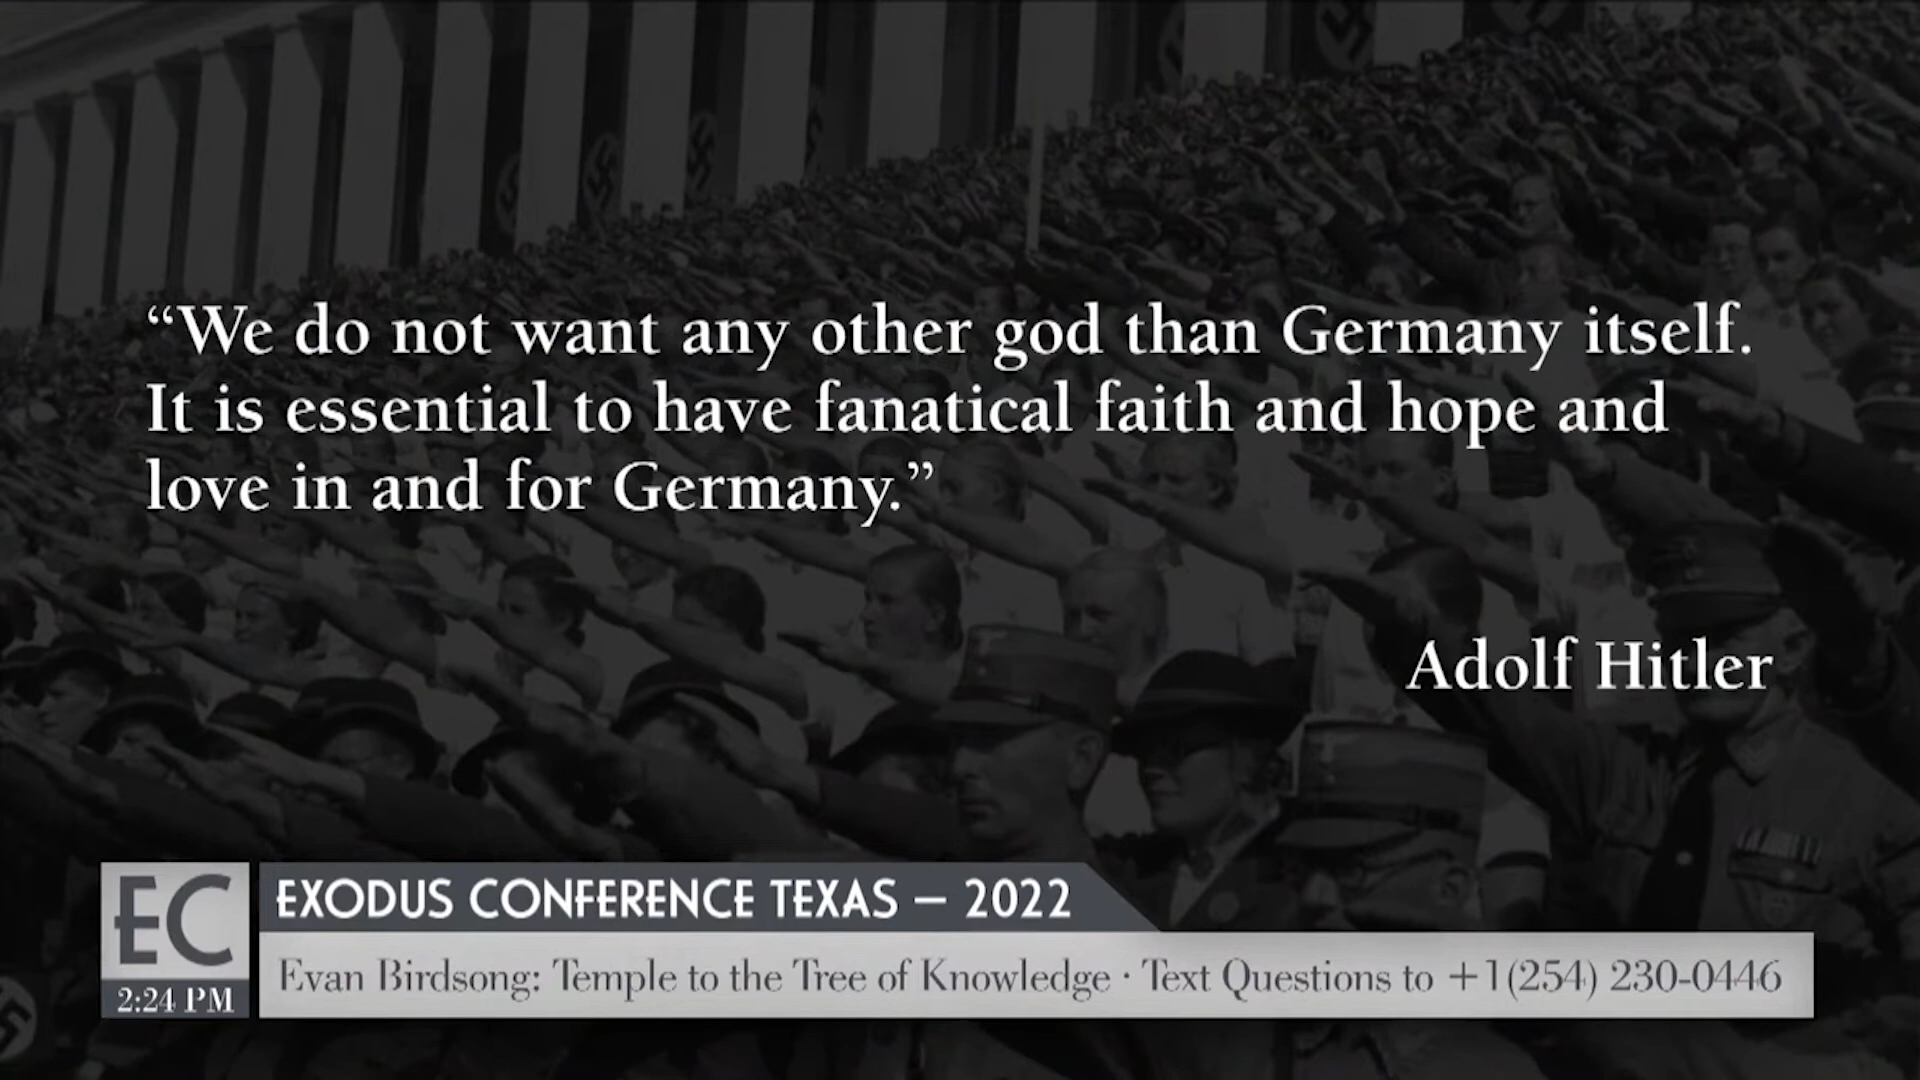 “We do not want any other god than Germany itself.
It is essential to have fanatical faith and hope and
love in and for Germany.”
Adolf Hitler
EC
EXODUS CONFERENCE TEXAS – 2022
Evan Birdsong: Temple to the Tree of Knowledge · Text Questions to +1(254) 230-0446
2:24 PM